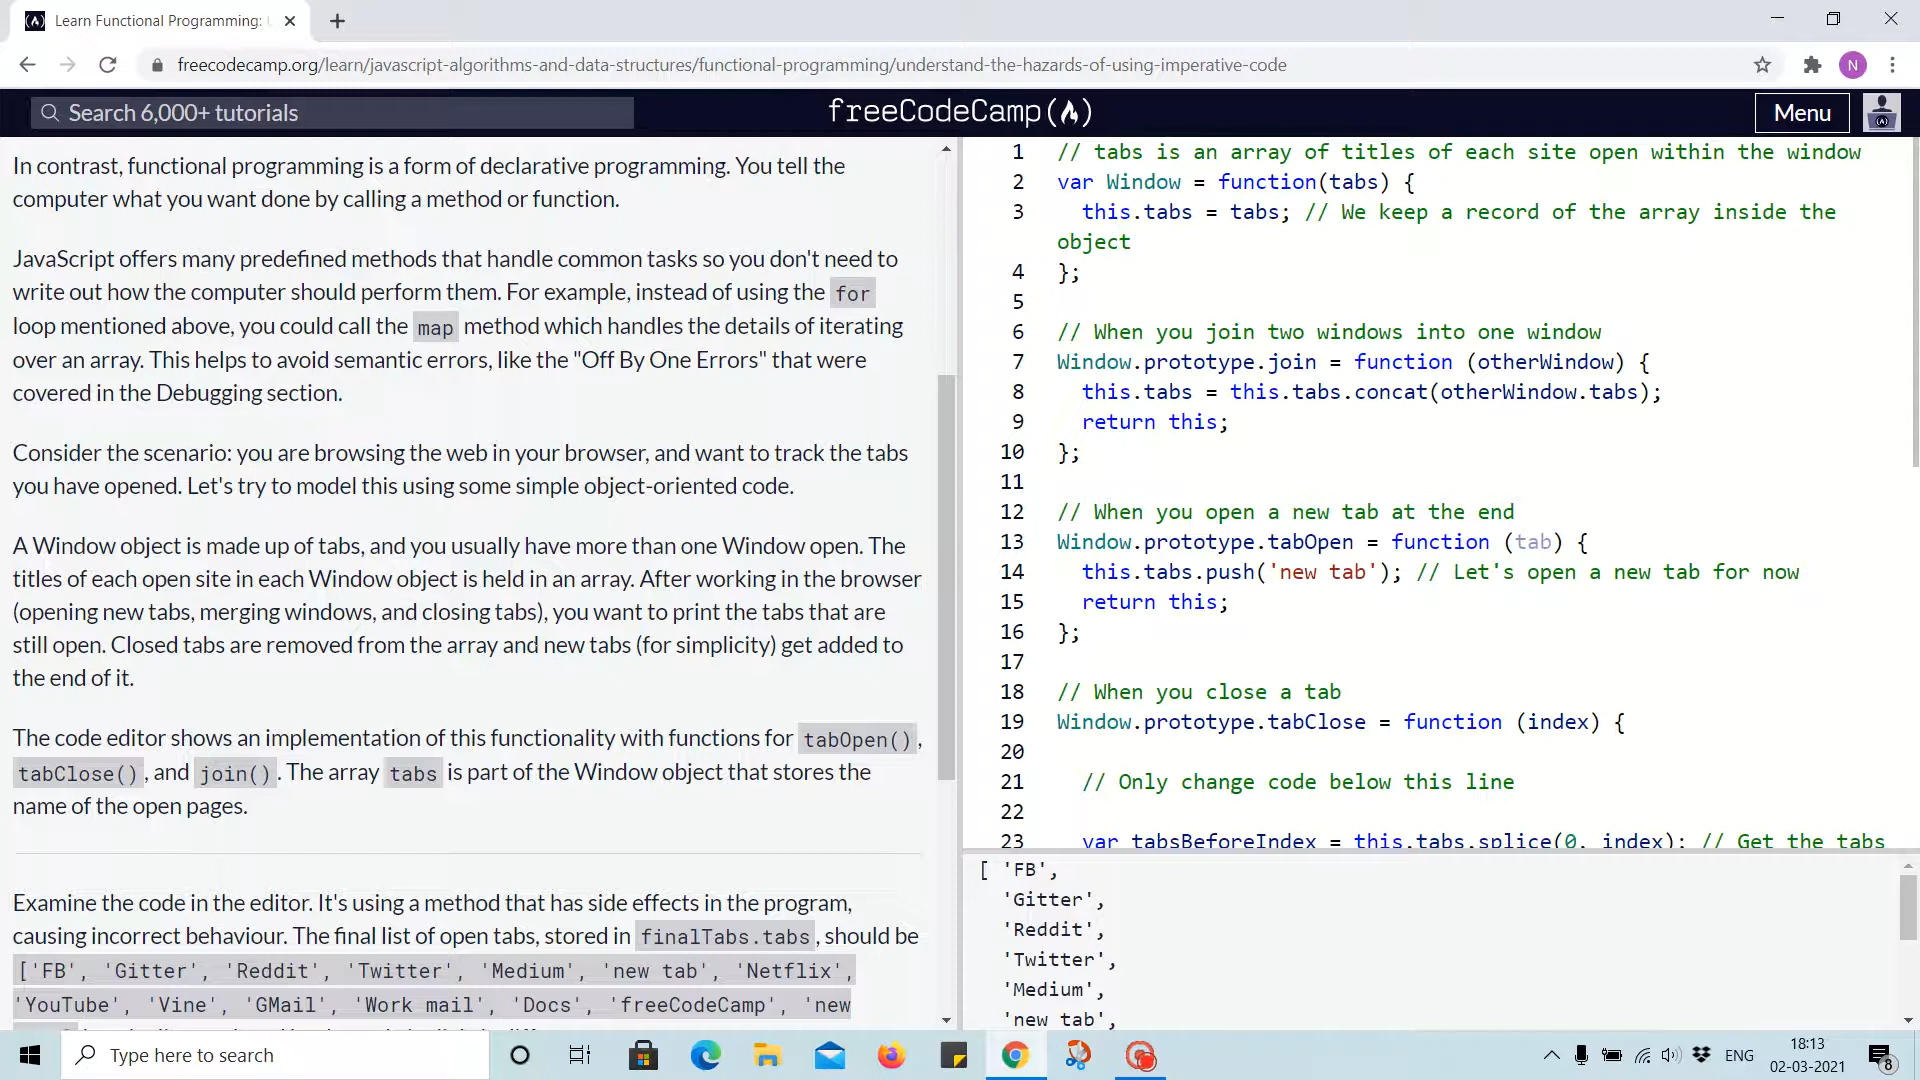 Learn Functional Programming:
freecodecamp.org/learn/javascript-algorithms-and-data-structures/functional-programming/understand-the-hazards-of-using-imperative-code
N
Search 6,000+ tutorials
freeCodeCamp(🔥)
Menu
In contrast, functional programming is a form of declarative programming. You tell the
computer what you want done by calling a method or function.
JavaScript offers many predefined methods that handle common tasks so you don't need to
write out how the computer should perform them. For example, instead of using the for
loop mentioned above, you could call the map method which handles the details of iterating
over an array. This helps to avoid semantic errors, like the "Off By One Errors" that were
covered in the Debugging section.
Consider the scenario: you are browsing the web in your browser, and want to track the tabs
you have opened. Let's try to model this using some simple object-oriented code.
A Window object is made up of tabs, and you usually have more than one Window open. The
titles of each open site in each Window object is held in an array. After working in the browser
(opening new tabs, merging windows, and closing tabs), you want to print the tabs that are
still open. Closed tabs are removed from the array and new tabs (for simplicity) get added to
the end of it.
The code editor shows an implementation of this functionality with functions for tabOpen(),
tabClose(), and join(). The array tabs is part of the Window object that stores the
name of the open pages.
Examine the code in the editor. It's using a method that has side effects in the program,
causing incorrect behaviour. The final list of open tabs, stored in finalTabs.tabs, should be
['FB', 'Gitter', 'Reddit', 'Twitter', 'Medium', 'new tab', 'Netflix',
'YouTube', 'Vine', 'GMail', 'Work mail', 'Docs', 'freeCodeCamp', 'new
1 // tabs is an array of titles of each site open within the window
2 var Window = function(tabs) {
3 this.tabs = tabs; // We keep a record of the array inside the
object
4 };
5
6 // When you join two windows into one window
7 Window.prototype.join = function (otherWindow) {
8 this.tabs = this.tabs.concat(otherWindow.tabs);
9 return this;
10 };
11
12 // When you open a new tab at the end
13 Window.prototype.tabOpen = function (tab) {
14 this.tabs.push('new tab'); // Let's open a new tab for now
15 return this;
16 };
17
18 // When you close a tab
19 Window.prototype.tabClose = function (index) {
20
21 // Only change code below this line
22
23 var tabsBeforeIndex = this.tabs.splice(0, index); // Get the tabs
[ 'FB',
'Gitter',
'Reddit',
'Twitter',
'Medium',
'new tab',
Type here to search
ENG
18:13
02-03-2021
8